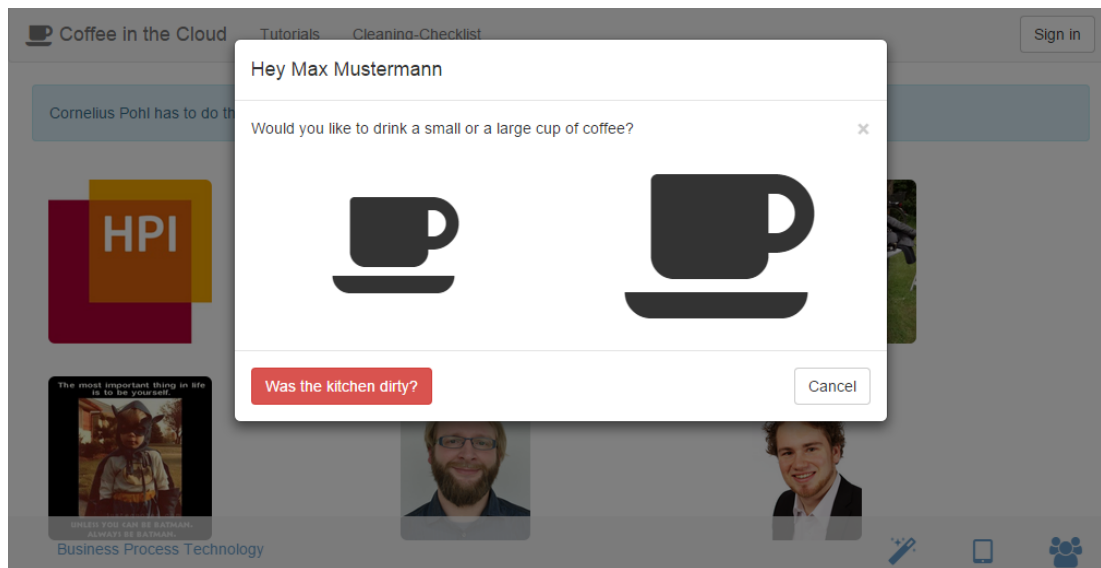 Coffee in the Cloud Tutorials Cleaning-Checklist Sign in
Hey Max Mustermann
Cornelius Pohl has to do th
Would you like to drink a small or a large cup of coffee? ×
HPI
Was the kitchen dirty? Cancel
The most important thing in life
is to be yourself.
UNLESS YOU CAN BE BATMAN.
ALWAYS BE BATMAN.
Business Process Technology